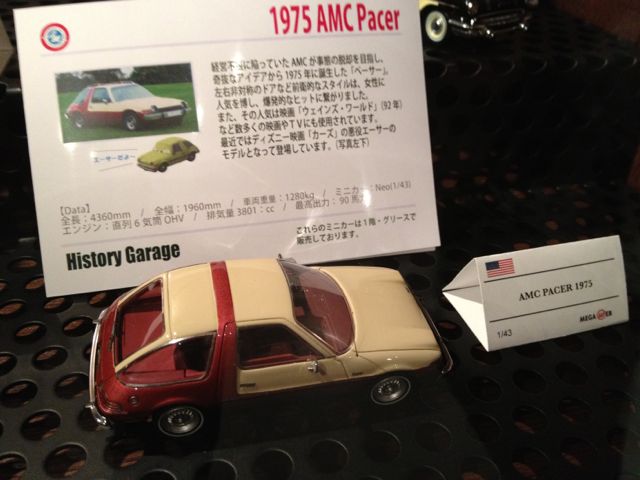 1975 AMC Pacer
経営不振に陥っていたAMCが事態の脱却を目指し、
奇抜なアイデアから1975年に誕生した「ペーサー」。
左右非対称のドアなど前衛的なスタイルは、女性に
人気を博し、爆発的なヒットに繋がりました。
また、その人気は映画「ウェインズ・ワールド」(92年)
など数多くの映画やTVにも使用されています。
最近ではディズニー映画「カーズ」の悪役エーサーの
モデルとなって登場しています。(写真左下)
エーサーだよ~
【Data】
全長:4360mm / 全幅:1960mm / 車両重量:1280kg / ミニカー:Neo(1/43)
エンジン:直列6気筒OHV / 排気量3801:cc / 最高出力:90馬力
History Garage
これらのミニカーは1階・グリースで
販売しております。
AMC PACER 1975
1/43
MEGA WEB